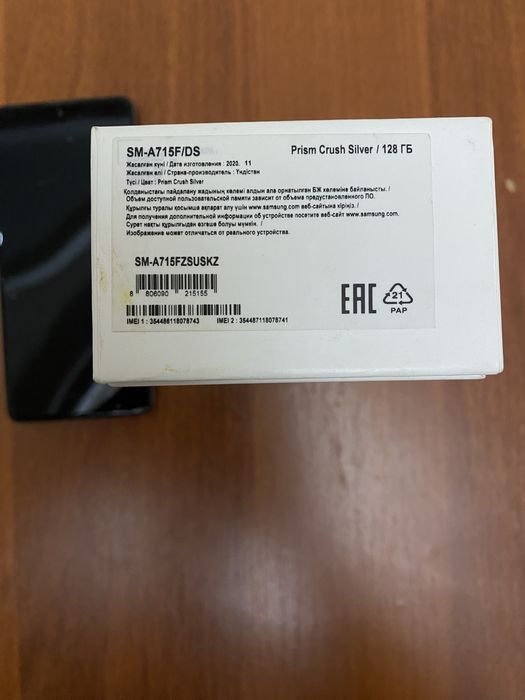 SM-A715F/DS Prism Crush Silver / 128 ГБ
Жасалған күні / Дата изготовления : 2020. 11
Жасалған елі / Страна-производитель : Үндістан
Түсі / Цвет : Prism Crush Silver
Қолданыстағы пайдалану жадының көлемі алдын ала орнатылған БЖ көлеміне байланысты. /
Объем доступной пользовательской памяти зависит от объема предустановленного ПО.
Құрылғы туралы қосымша ақпарат алу үшін www.samsung.com веб-сайтына кіріңіз. /
Для получения дополнительной информации об устройстве посетите веб-сайт www.samsung.com.
Сурет нақты құрылғыдан өзгеше болуы мүмкін. /
Изображение может отличаться от реального устройства.
SM-A715FZSUSKZ
8 806090 215155
IMEI 1 : 354486118078743 IMEI 2 : 354487118078741
EAC
21
PAP